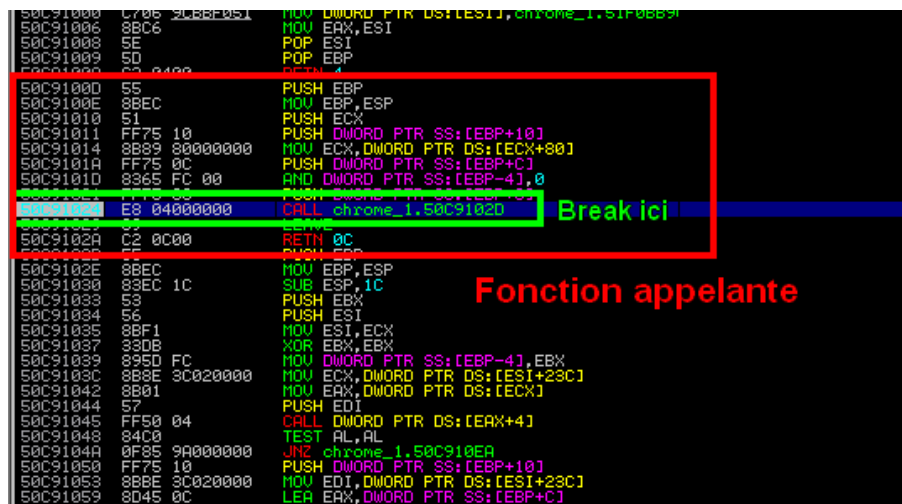 50C91000 C706 9CBBF051 MOV DWORD PTR DS:[ESI],chrome_1.51F0BB9
50C91006 8BC6 MOV EAX,ESI
50C91008 5E POP ESI
50C91009 5D POP EBP
RETN 4
50C9100D 55 PUSH EBP
50C9100E 8BEC MOV EBP,ESP
50C91010 51 PUSH ECX
50C91011 FF75 10 PUSH DWORD PTR SS:[EBP+10]
50C91014 8B89 80000000 MOV ECX,DWORD PTR DS:[ECX+80]
50C9101A FF75 0C PUSH DWORD PTR SS:[EBP+C]
50C9101D 8365 FC 00 AND DWORD PTR SS:[EBP-4],0
50C91024 E8 04000000 CALL chrome_1.50C9102D Break ici
LEAVE
50C9102A C2 0C00 RETN 0C
50C9102E 8BEC MOV EBP,ESP
50C91030 83EC 1C SUB ESP,1C
Fonction appelante
50C91033 53 PUSH EBX
50C91034 56 PUSH ESI
50C91035 8BF1 MOV ESI,ECX
50C91037 33DB XOR EBX,EBX
50C91039 895D FC MOV DWORD PTR SS:[EBP-4],EBX
50C9103C 8B8E 3C020000 MOV ECX,DWORD PTR DS:[ESI+23C]
50C91042 8B01 MOV EAX,DWORD PTR DS:[ECX]
50C91044 57 PUSH EDI
50C91045 FF50 04 CALL DWORD PTR DS:[EAX+4]
50C91048 84C0 TEST AL,AL
50C9104A 0F85 9A000000 JNZ chrome_1.50C910EA
50C91050 FF75 10 PUSH DWORD PTR SS:[EBP+10]
50C91053 8BBE 3C020000 MOV EDI,DWORD PTR DS:[ESI+23C]
50C91059 8D45 0C LEA EAX,DWORD PTR SS:[EBP+C]